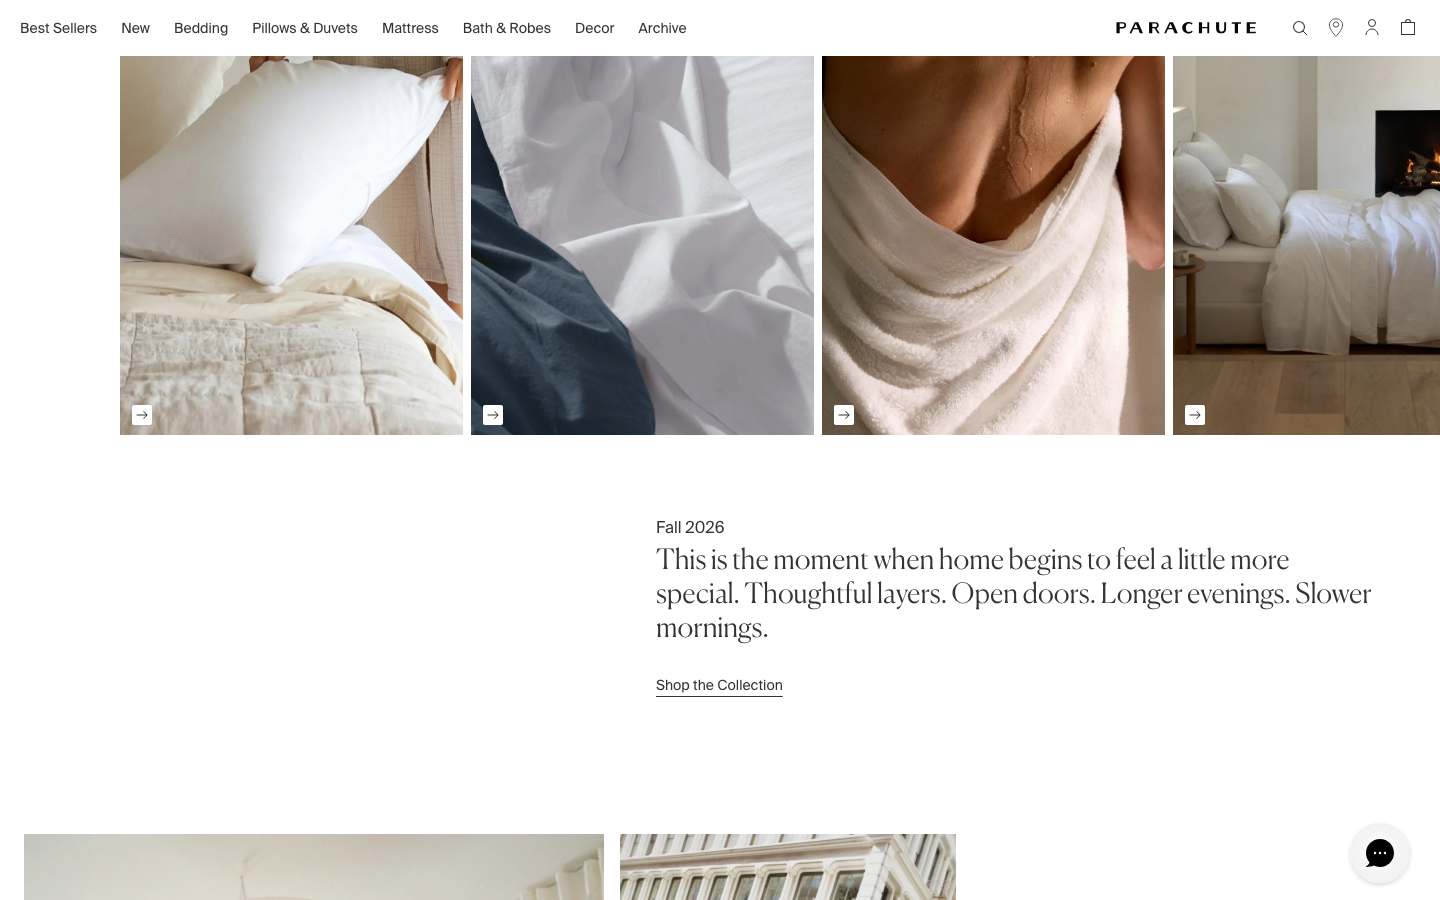 Best Sellers New Bedding Pillows & Duvets Mattress Bath & Robes Decor Archive PARACHUTE
Fall 2026
This is the moment when home begins to feel a little more
special. Thoughtful layers. Open doors. Longer evenings. Slower
mornings.
Shop the Collection